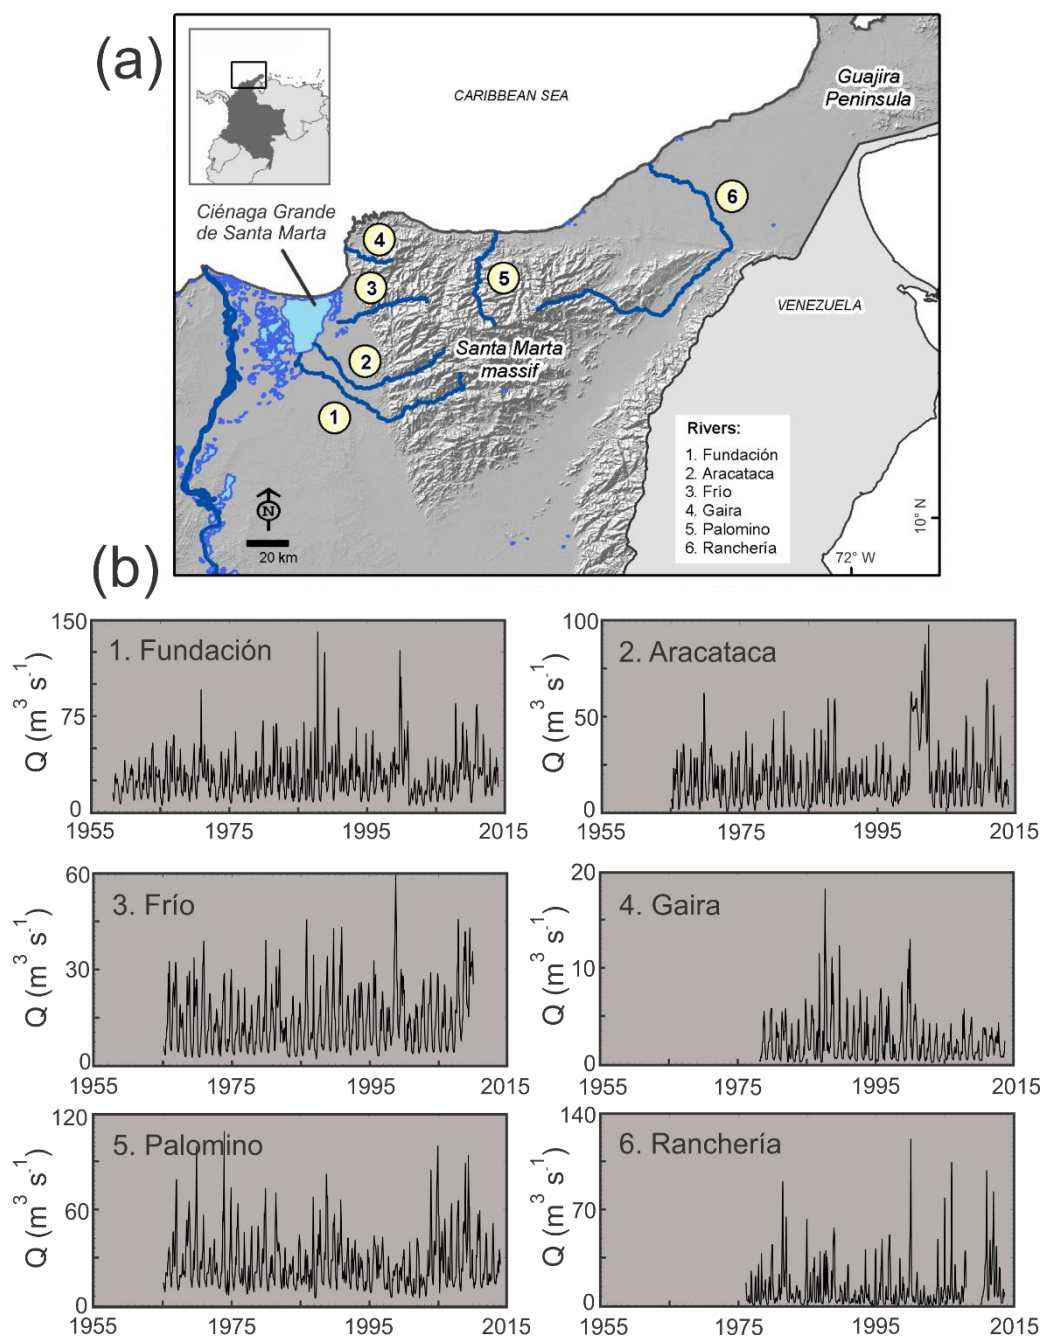 (a)
CARIBBEAN SEA
Guajira
Peninsula
Ciénaga Grande
de Santa Marta
4
6
5
3
VENEZUELA
2
Santa Marta
massif
1
Rivers:
1. Fundación
2. Aracataca
3. Frío
4. Gaira
5. Palomino
6. Ranchería
N
20 km
10° N
72° W
(b)
1. Fundación
Q (m³ s⁻¹)
150
75
0
1955 1975 1995 2015
2. Aracataca
Q (m³ s⁻¹)
100
50
0
1955 1975 1995 2015
3. Frío
Q (m³ s⁻¹)
60
30
0
1955 1975 1995 2015
4. Gaira
Q (m³ s⁻¹)
20
10
0
1955 1975 1995 2015
5. Palomino
Q (m³ s⁻¹)
120
60
0
1955 1975 1995 2015
6. Ranchería
Q (m³ s⁻¹)
140
70
0
1955 1975 1995 2015